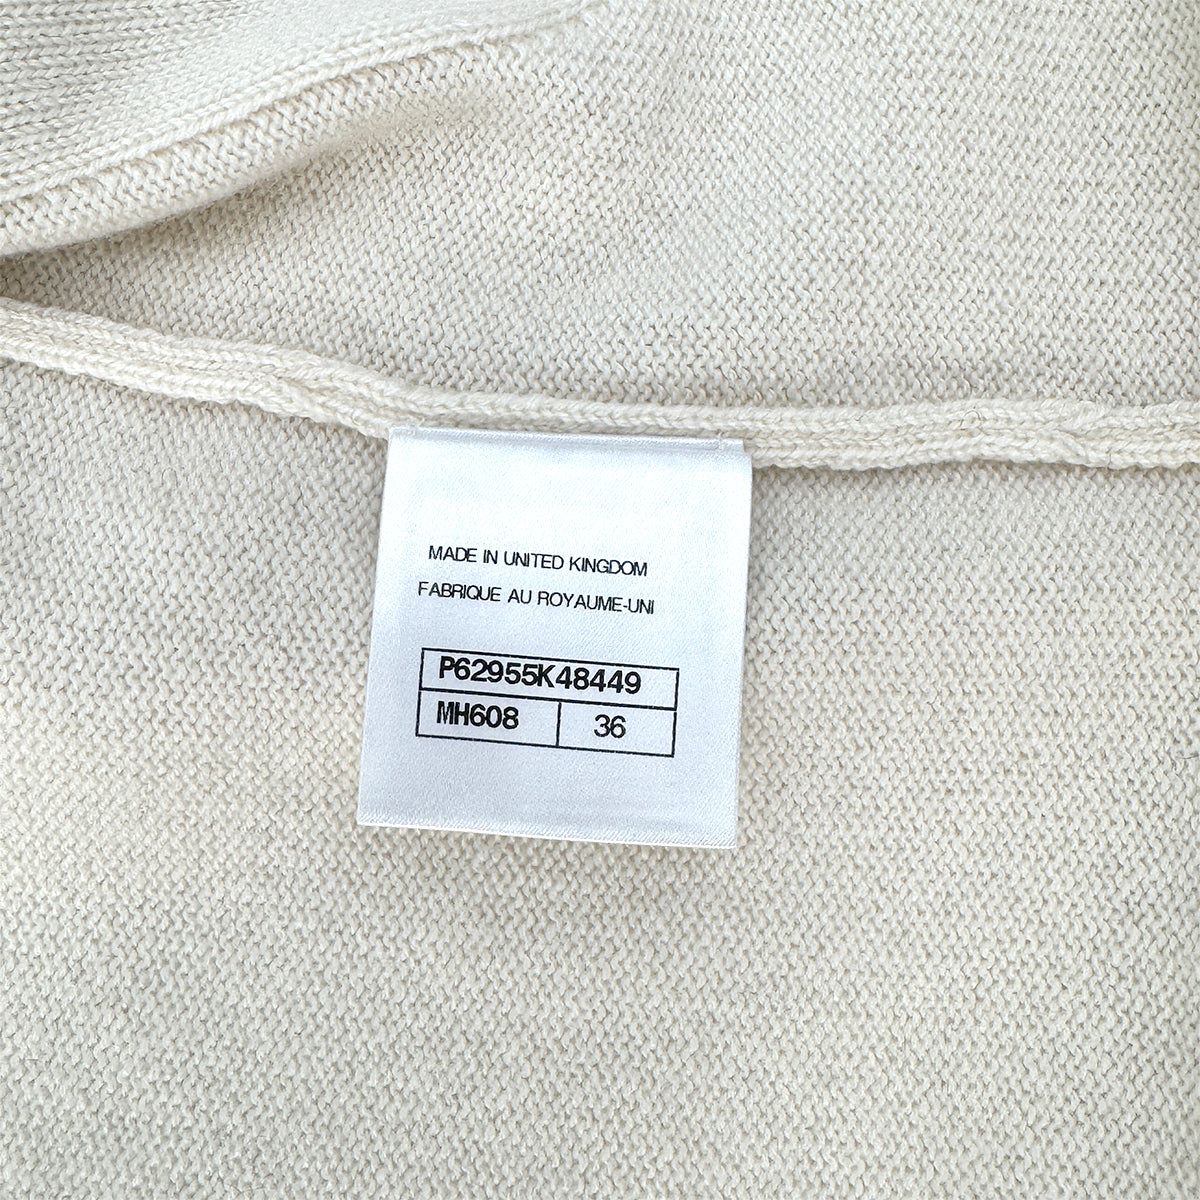 MADE IN UNITED KINGDOM
FABRIQUE AU ROYAUME-UNI
P62955K48449
MH608 36